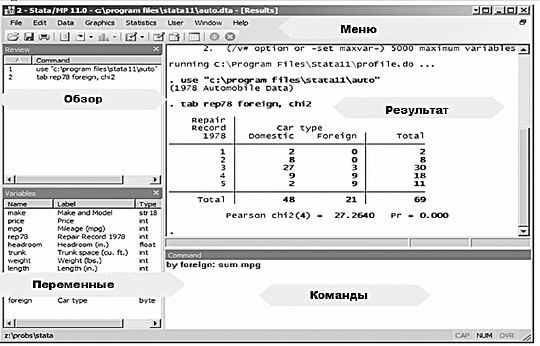 2 - Stata/MP 11.0 - c:\program files\stata11\auto.dta - [Results]
File Edit Data Graphics Statistics User Window Help
Меню
Review
Command
1 use "c:\program files\stata11\auto"
2 tab rep78 foreign, chi2
Обзор
2. (/v# option or -set maxvar-) 5000 maximum variables
running C:\Program Files\Stata11\profile.do ...
. use "c:\program files\stata11\auto"
(1978 Automobile Data)
Результат
. tab rep78 foreign, chi2
Repair
Record Car type
1978 Domestic Foreign Total
1 2 0 2
2 8 0 8
3 27 3 30
4 9 9 18
5 2 9 11
Total 48 21 69
Pearson chi2(4) = 27.2640 Pr = 0.000
.
Variables
Name Label Type
make Make and Model str18
price Price int
mpg Mileage (mpg) int
rep78 Repair Record 1978 int
headroom Headroom (in.) float
trunk Trunk space (cu. ft.) int
weight Weight (lbs.) int
length Length (in.) int
Переменные
foreign Car type byte
Command
by foreign: sum mpg
Команды
z:\probs\stata
CAP NUM OVR